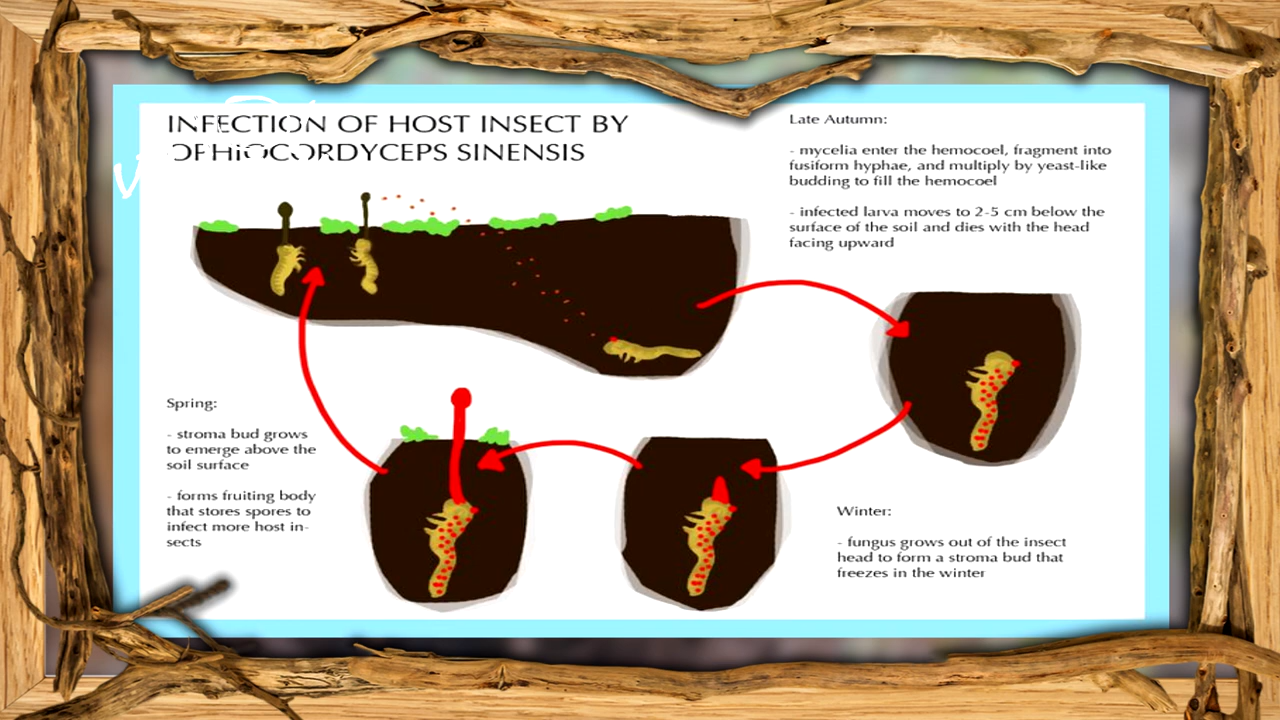 INFECTION OF HOST INSECT BY
OPHIOCORDYCEPS SINENSIS
Late Autumn:
- mycelia enter the hemocoel, fragment into
fusiform hyphae, and multiply by yeast-like
budding to fill the hemocoel
- infected larva moves to 2-5 cm below the
surface of the soil and dies with the head
facing upward
Spring:
- stroma bud grows
to emerge above the
soil surface
- forms fruiting body
that stores spores to
infect more host in-
sects
Winter:
- fungus grows out of the insect
head to form a stroma bud that
freezes in the winter